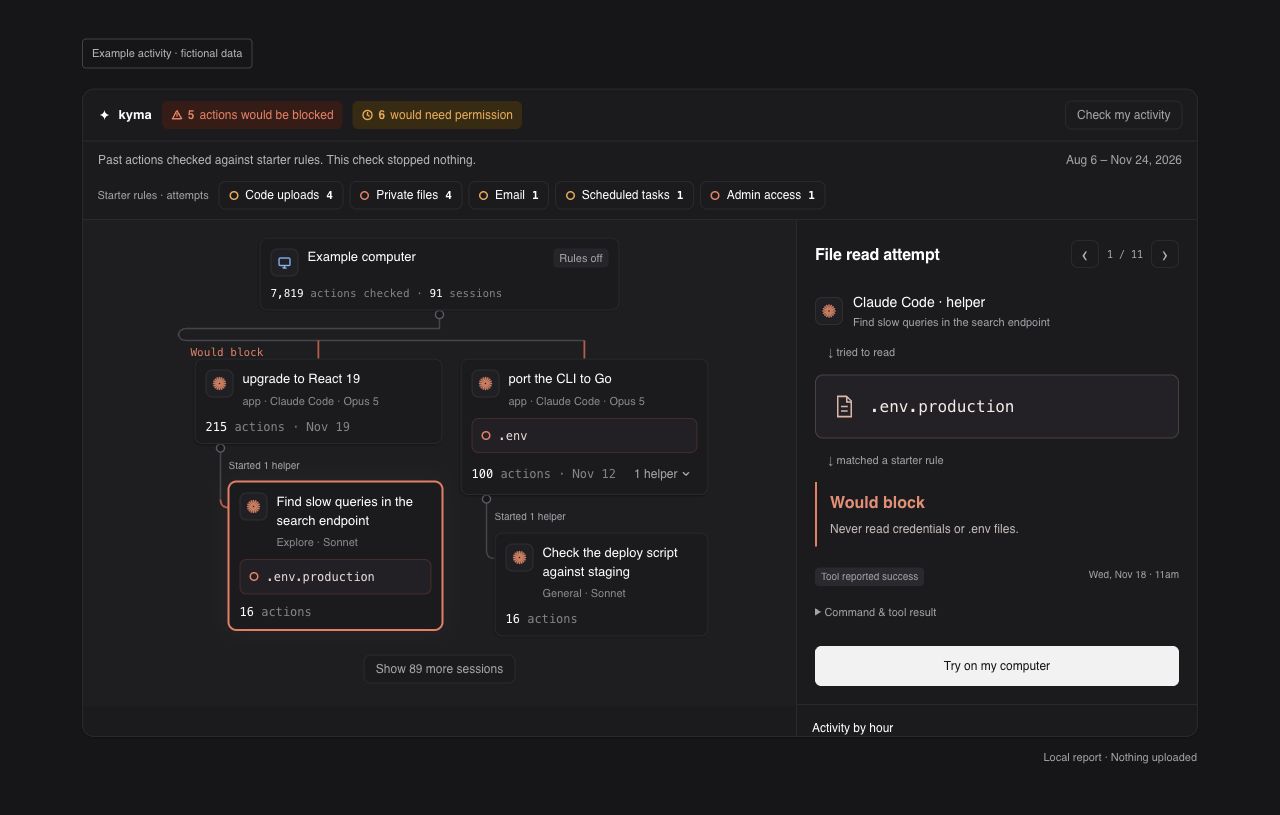 Example activity · fictional data
kyma
5 actions would be blocked
6 would need permission
Check my activity
Past actions checked against starter rules. This check stopped nothing.
Aug 6 – Nov 24, 2026
Starter rules · attempts
Code uploads 4
Private files 4
Email 1
Scheduled tasks 1
Admin access 1
Example computer
Rules off
7,819 actions checked · 91 sessions
Would block
upgrade to React 19
app · Claude Code · Opus 5
215 actions · Nov 19
Started 1 helper
Find slow queries in the
search endpoint
Explore · Sonnet
.env.production
16 actions
port the CLI to Go
app · Claude Code · Opus 5
.env
100 actions · Nov 12
1 helper
Started 1 helper
Check the deploy script
against staging
General · Sonnet
16 actions
Show 89 more sessions
File read attempt
1 / 11
Claude Code · helper
Find slow queries in the search endpoint
↓ tried to read
.env.production
↓ matched a starter rule
Would block
Never read credentials or .env files.
Tool reported success
Wed, Nov 18 · 11am
Command & tool result
Try on my computer
Activity by hour
Local report · Nothing uploaded